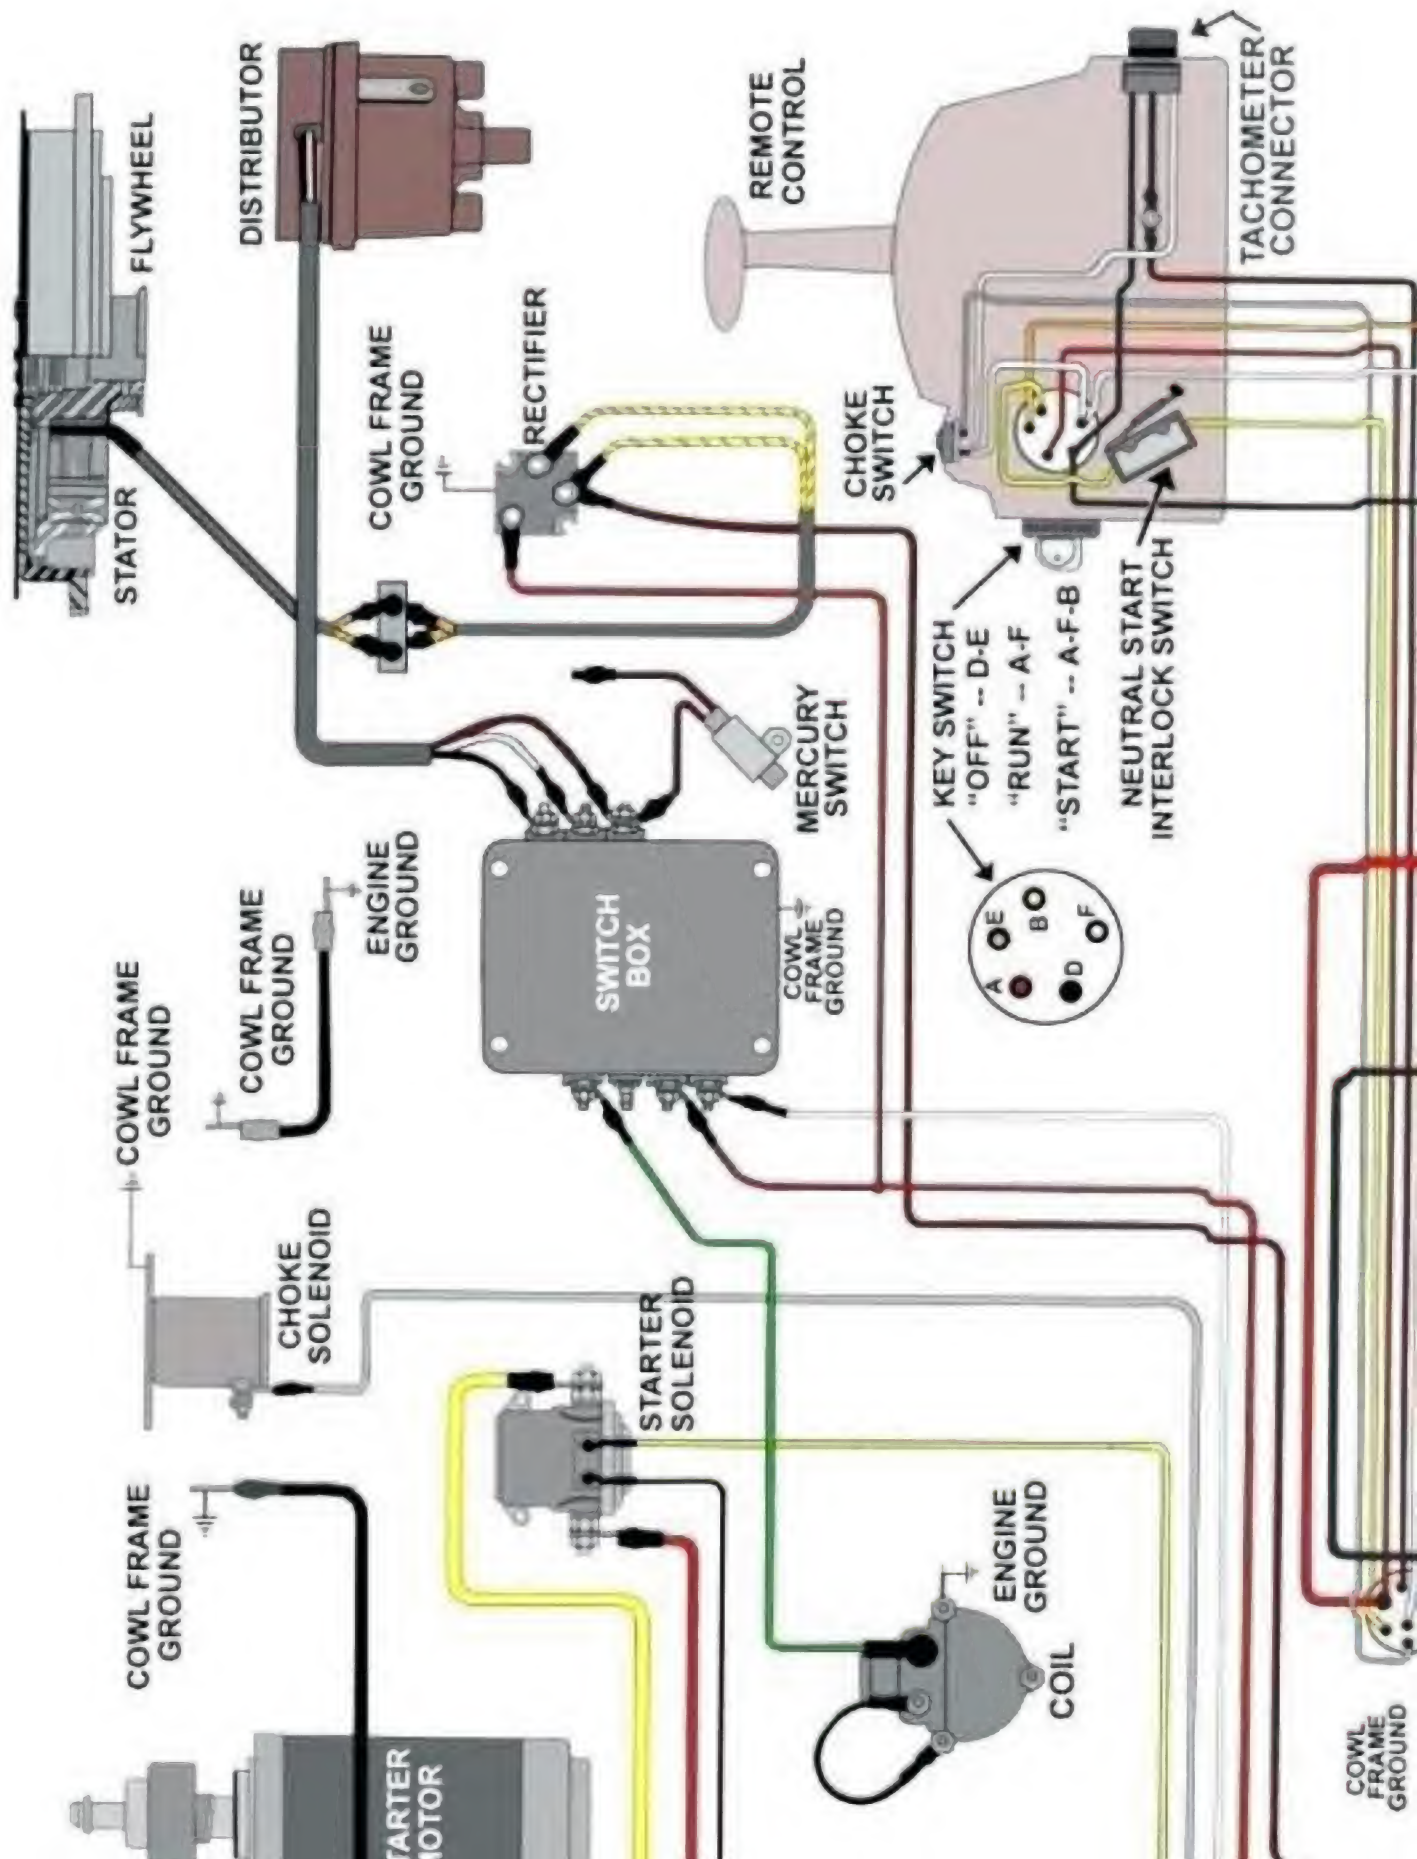 FLYWHEEL
STATOR
DISTRIBUTOR
COWL FRAME
GROUND
RECTIFIER
REMOTE
CONTROL
TACHOMETER
CONNECTOR
CHOKE
SWITCH
KEY SWITCH
"OFF" -- D-E
"RUN" -- A-F
"START" -- A-F-B
NEUTRAL START
INTERLOCK SWITCH
MERCURY
SWITCH
ENGINE
GROUND
COWL FRAME
GROUND
COWL FRAME
GROUND
SWITCH
BOX
COWL
FRAME
GROUND
A
E
B
F
D
CHOKE
SOLENOID
STARTER
SOLENOID
COWL FRAME
GROUND
ENGINE
GROUND
COIL
TARTER
MOTOR
COWL
FRAME
GROUND